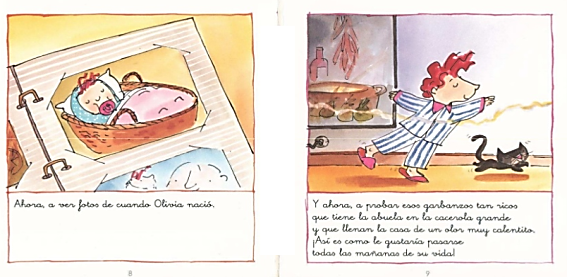 Ahora, a ver fotos de cuando Olivia nació.
8
Y ahora, a probar esos garbanzos tan ricos
que tiene la abuela en la cacerola grande
y que llenan la casa de un olor muy calentito.
¡Así es como le gustaría pasarse
todas las mañanas de su vida!
9